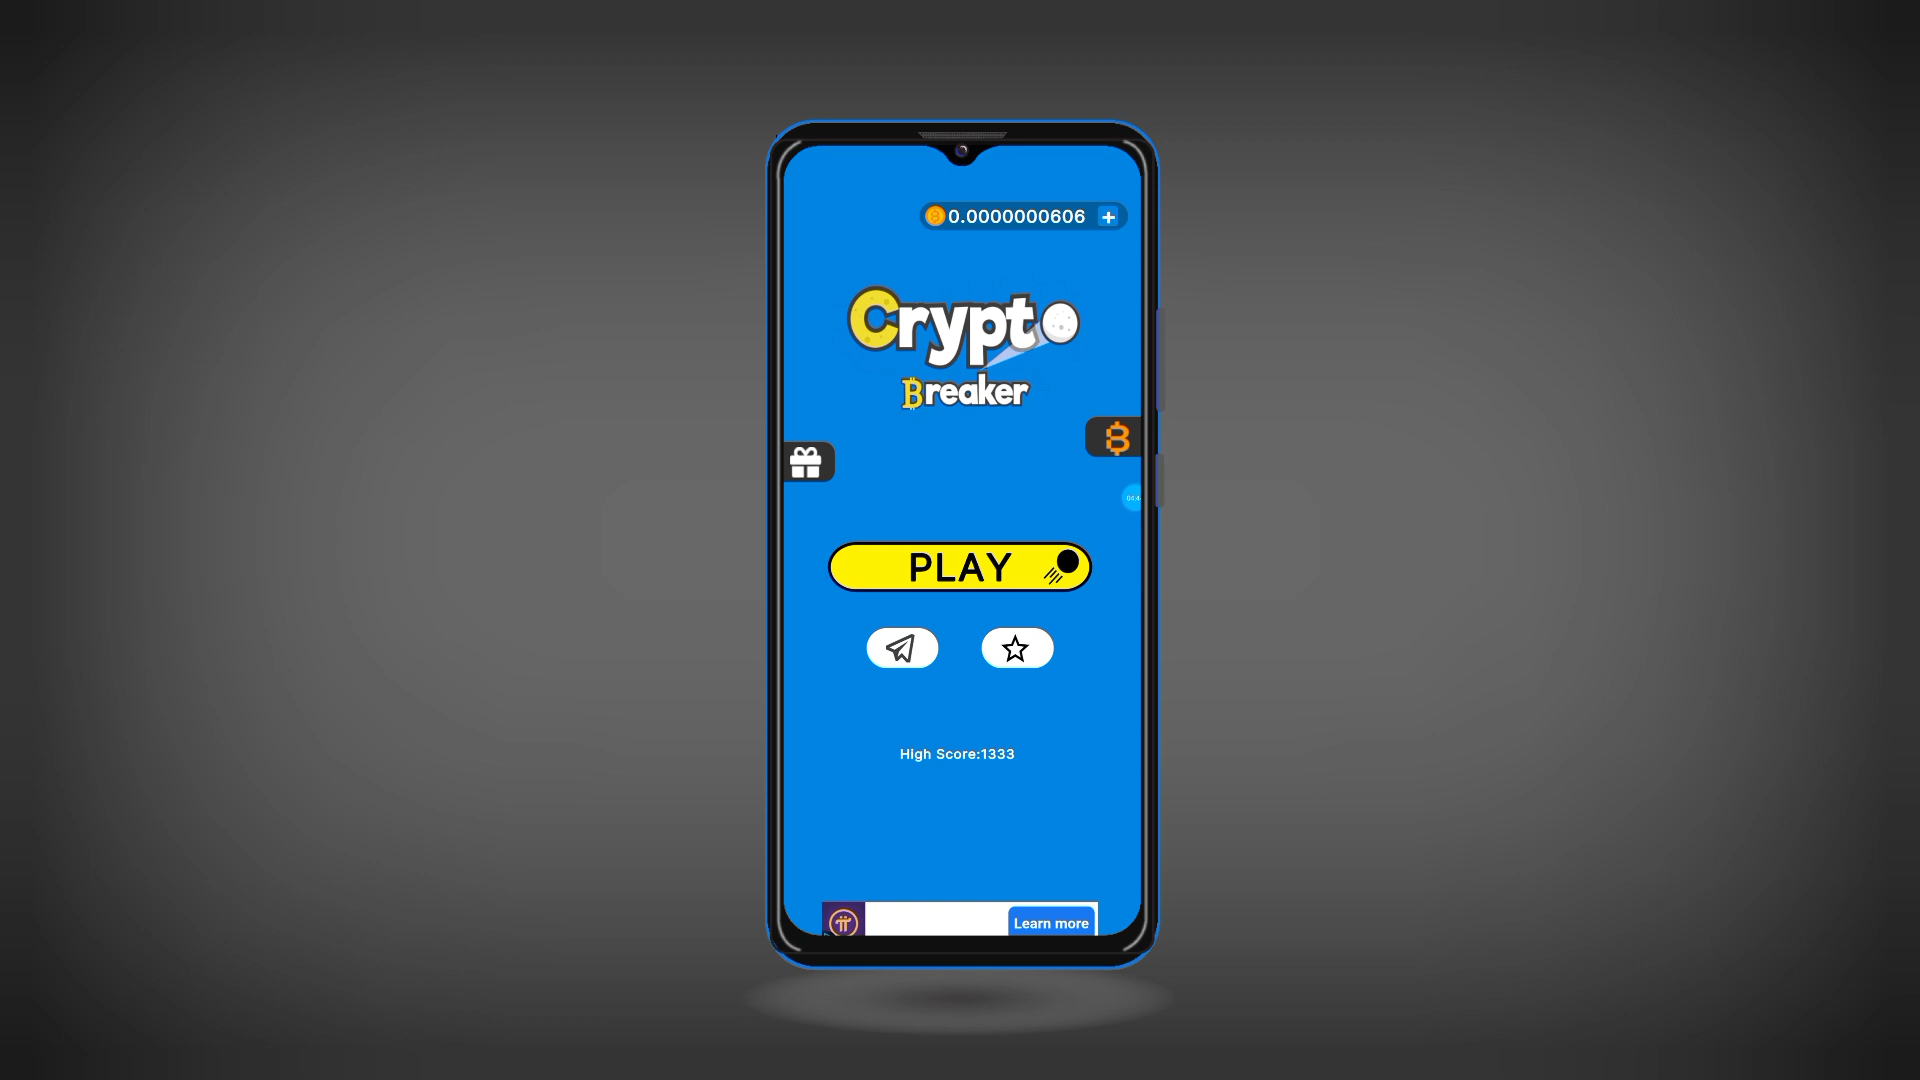 0.0000000606 +
Crypto
Breaker
PLAY
High Score:1333
Learn more